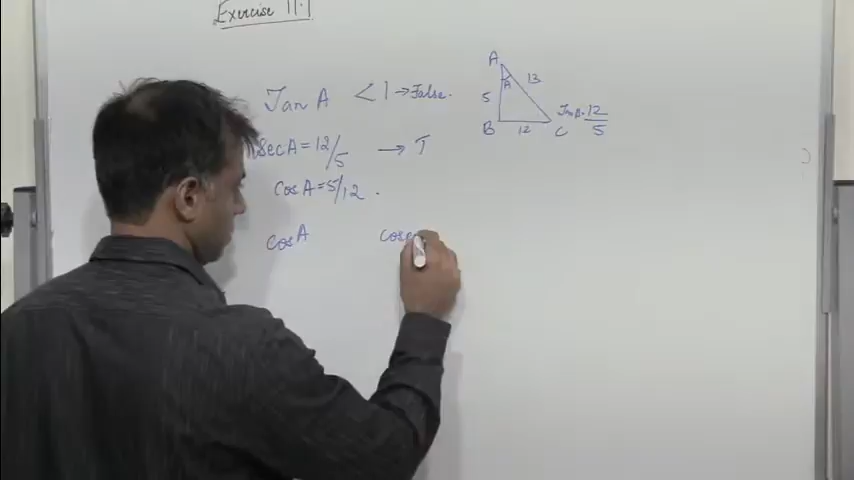 Exercise 11.1
Tan A < 1 → False.
Sec A = 12/5 → T
Cos A = 5/12.
Cos A cose
A
13
A
5
B
12
C
Tan A = 12/5